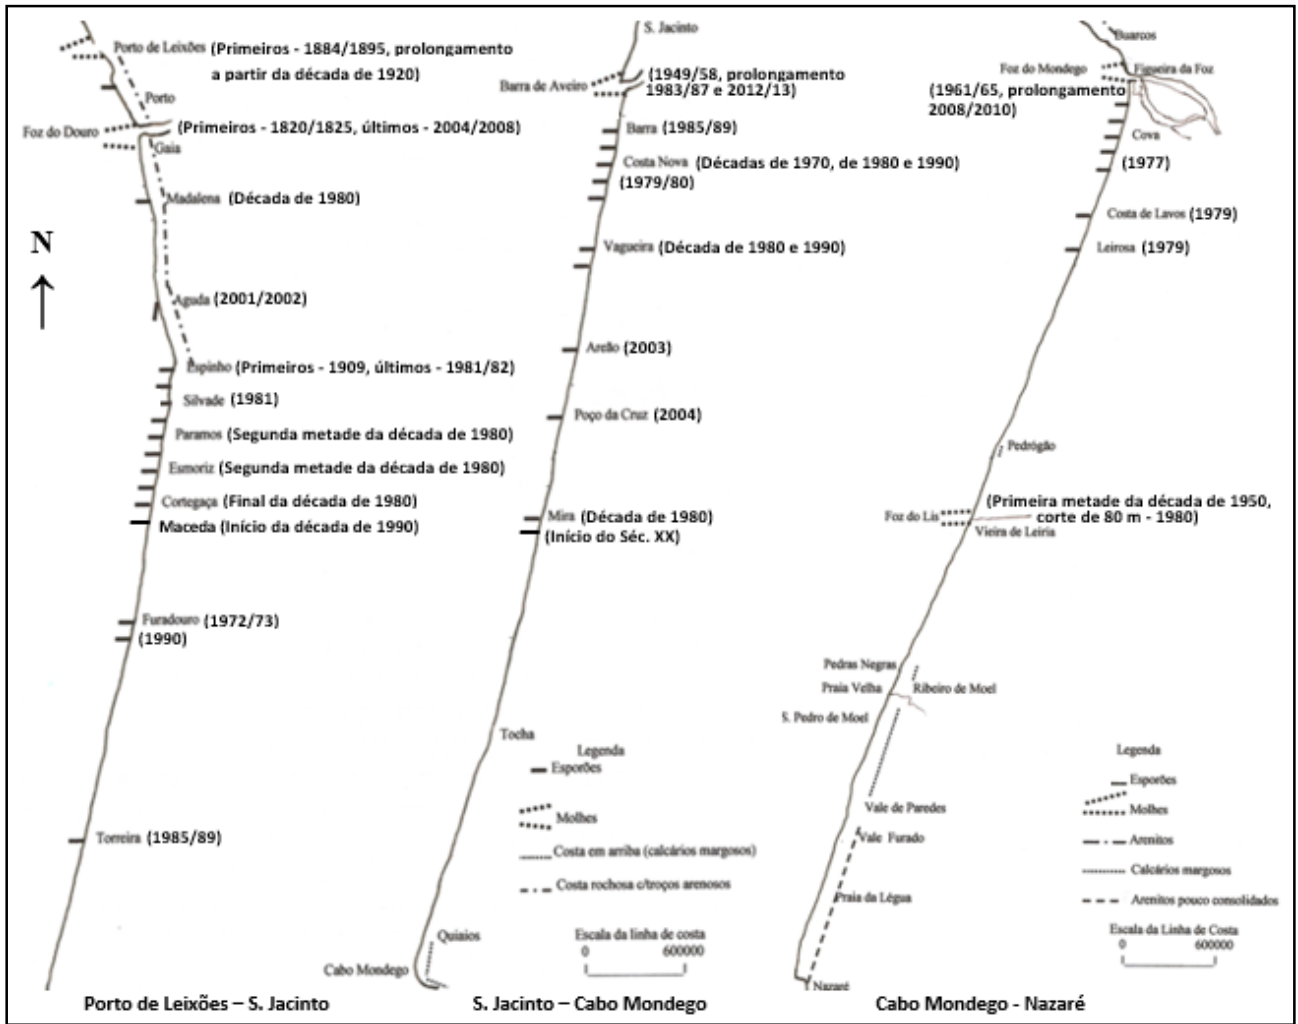 Porto de Leixões (Primeiros - 1884/1895, prolongamento
a partir da década de 1920)
Porto
Foz do Douro (Primeiros - 1820/1825, últimos - 2004/2008)
Gaia
Madalena (Década de 1980)
N
Aguda (2001/2002)
Espinho (Primeiros - 1909, últimos - 1981/82)
Silvade (1981)
Paramos (Segunda metade da década de 1980)
Esmoriz (Segunda metade da década de 1980)
Cortegaça (Final da década de 1980)
Maceda (Início da década de 1990)
Furadouro (1972/73)
(1990)
Torreira (1985/89)
Porto de Leixões – S. Jacinto
S. Jacinto
Barra de Aveiro (1949/58, prolongamento
1983/87 e 2012/13)
Barra (1985/89)
Costa Nova (Décadas de 1970, de 1980 e 1990)
(1979/80)
Vagueira (Década de 1980 e 1990)
Areão (2003)
Poço da Cruz (2004)
Mira (Década de 1980)
(Início do Séc. XX)
Tocha
Legenda
Esporões
Molhes
Costa em arriba (calcários margosos)
Costa rochosa c/troços arenosos
Quiaios
Cabo Mondego
Escala da linha de costa
0 600000
S. Jacinto – Cabo Mondego
Buarcos
Foz do Mondego Figueira da Foz
(1961/65, prolongamento
2008/2010)
Cova
(1977)
Costa de Lavos (1979)
Leirosa (1979)
Pedrógão
(Primeira metade da década de 1950,
corte de 80 m - 1980)
Foz do Lis
Vieira de Leiria
Pedras Negras
Praia Velha Ribeiro de Moel
S. Pedro de Moel
Vale de Paredes
Vale Furado
Praia da Légua
Nazaré
Legenda
Esporões
Molhes
Arenitos
Calcários margosos
Arenitos pouco consolidados
Escala da Linha de Costa
0 600000
Cabo Mondego - Nazaré